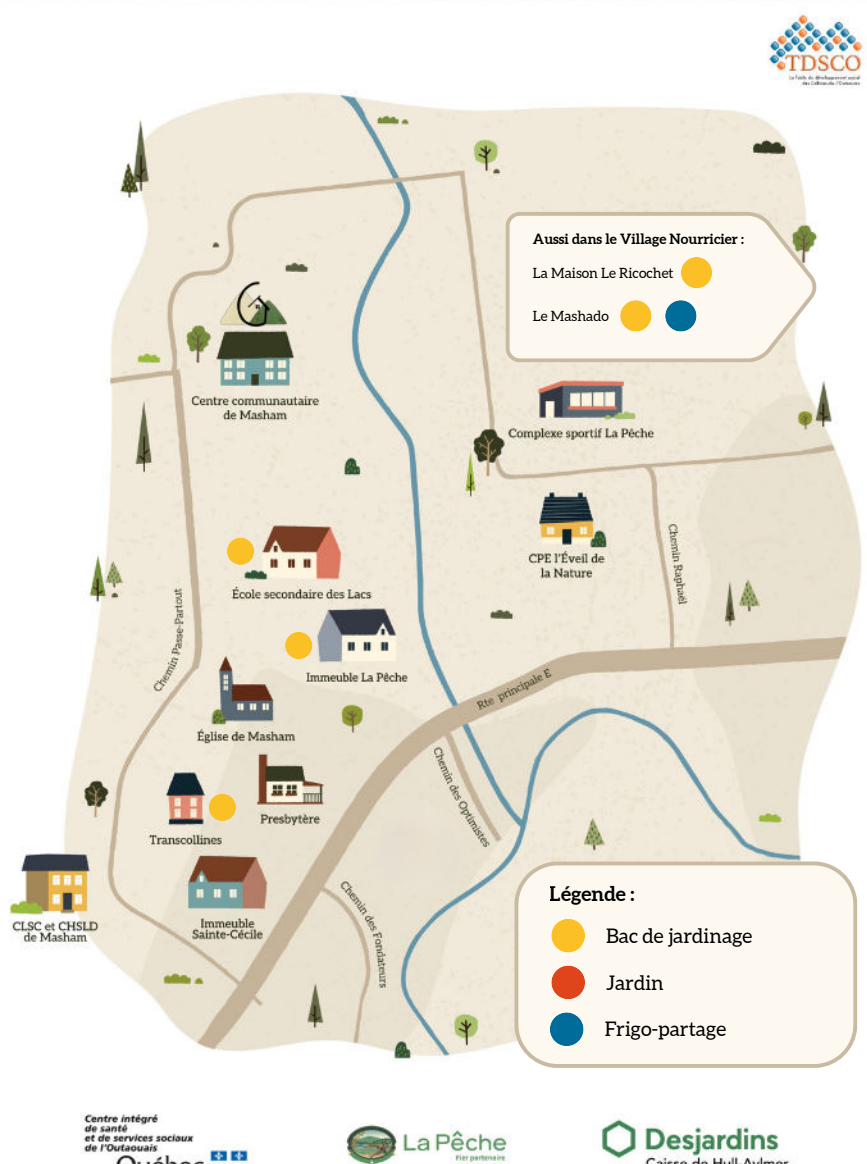 TDSCO
Aussi dans le Village Nourricier :
La Maison Le Ricochet
Le Mashado
Centre communautaire
de Masham
Complexe sportif La Pêche
CPE l'Éveil de
la Nature
Chemin Raphaël
École secondaire des Lacs
Chemin Passe-Partout
Immeuble La Pêche
Rte principale E
Église de Masham
Chemin des Optimistes
Presbytère
Transcollines
Immeuble
Sainte-Cécile
CLSC et CHSLD
de Masham
Chemin des Fondateurs
Légende :
Bac de jardinage
Jardin
Frigo-partage
Centre intégré
de santé
et de services sociaux
de l'Outaouais
Québec
La Pêche
Fier partenaire
Desjardins
Caisse de Hull-Aylmer